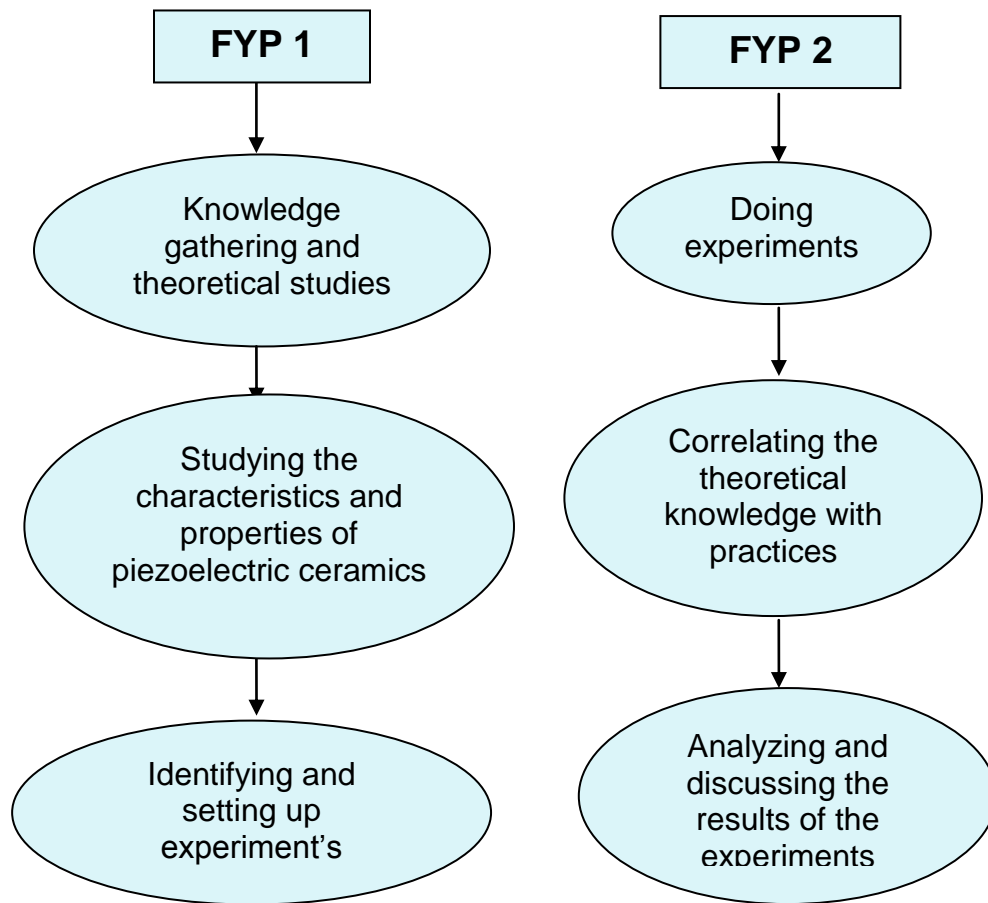 FYP 1
Knowledge
gathering and
theoretical studies
Studying the
characteristics and
properties of
piezoelectric ceramics
Identifying and
setting up
experiment’s
FYP 2
Doing
experiments
Correlating the
theoretical
knowledge with
practices
Analyzing and
discussing the
results of the
experiments